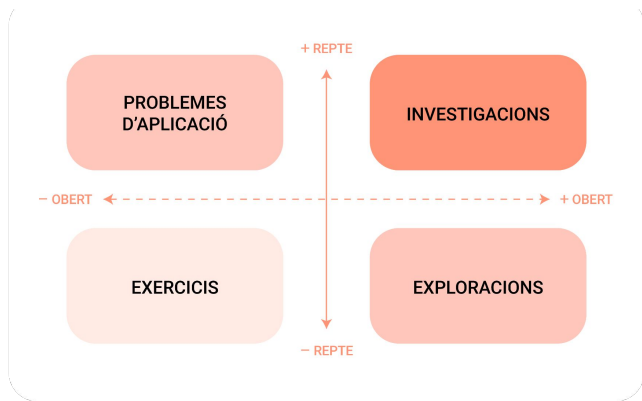 + REPTE
PROBLEMES
D'APLICACIÓ
INVESTIGACIONS
− OBERT
+ OBERT
EXERCICIS
EXPLORACIONS
− REPTE